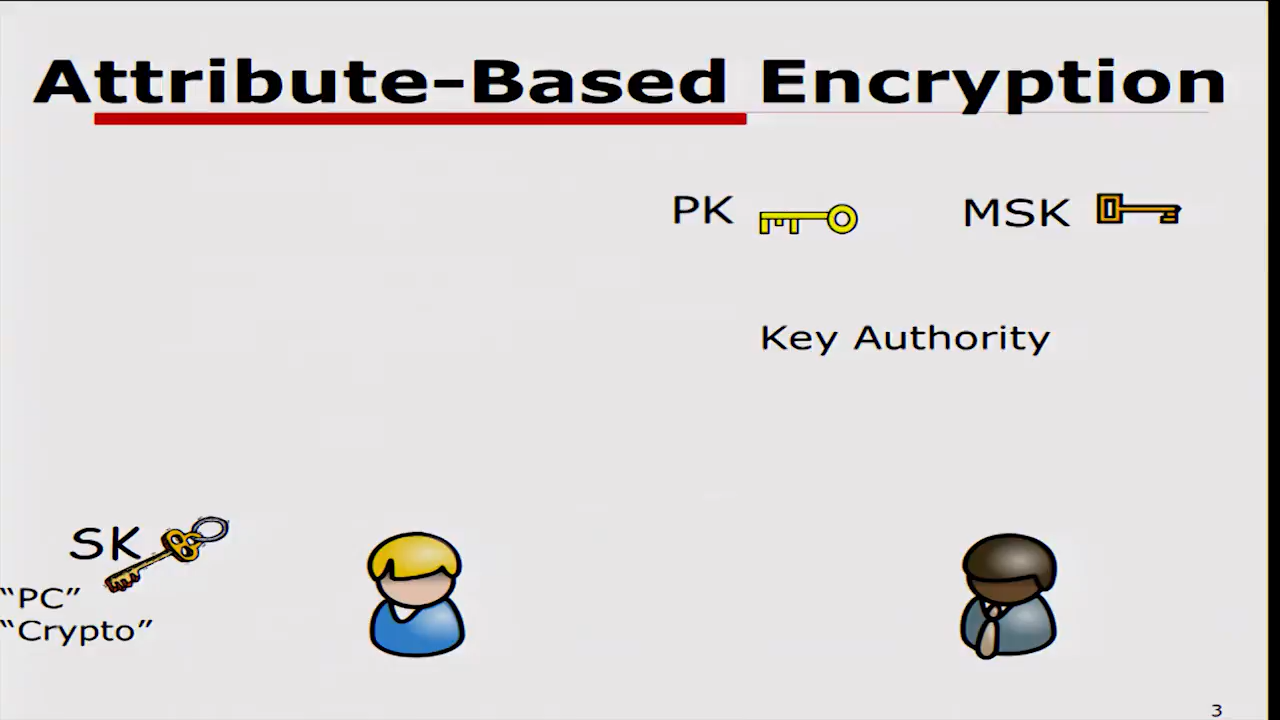 Attribute-Based Encryption
PK
MSK
Key Authority
SK
“PC”
“Crypto”
3